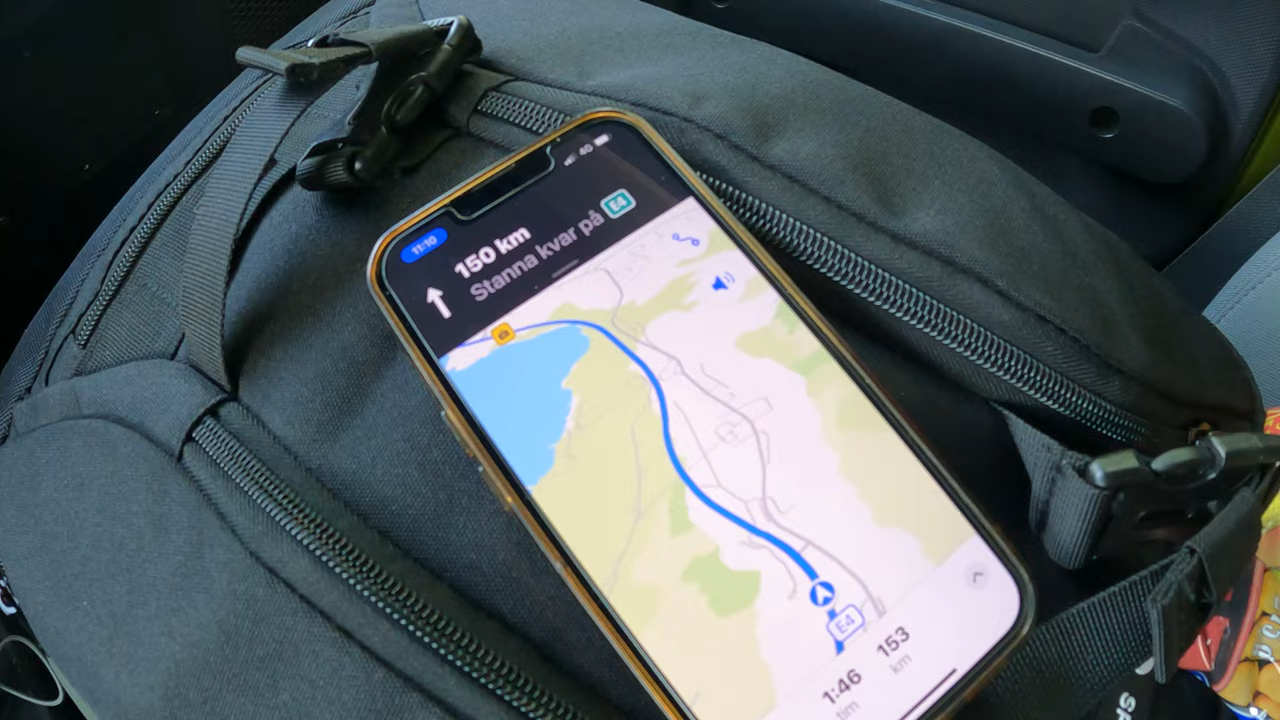 11:10
4G
150 km
Stanna kvar på E4
E4
1:46 153
tim km